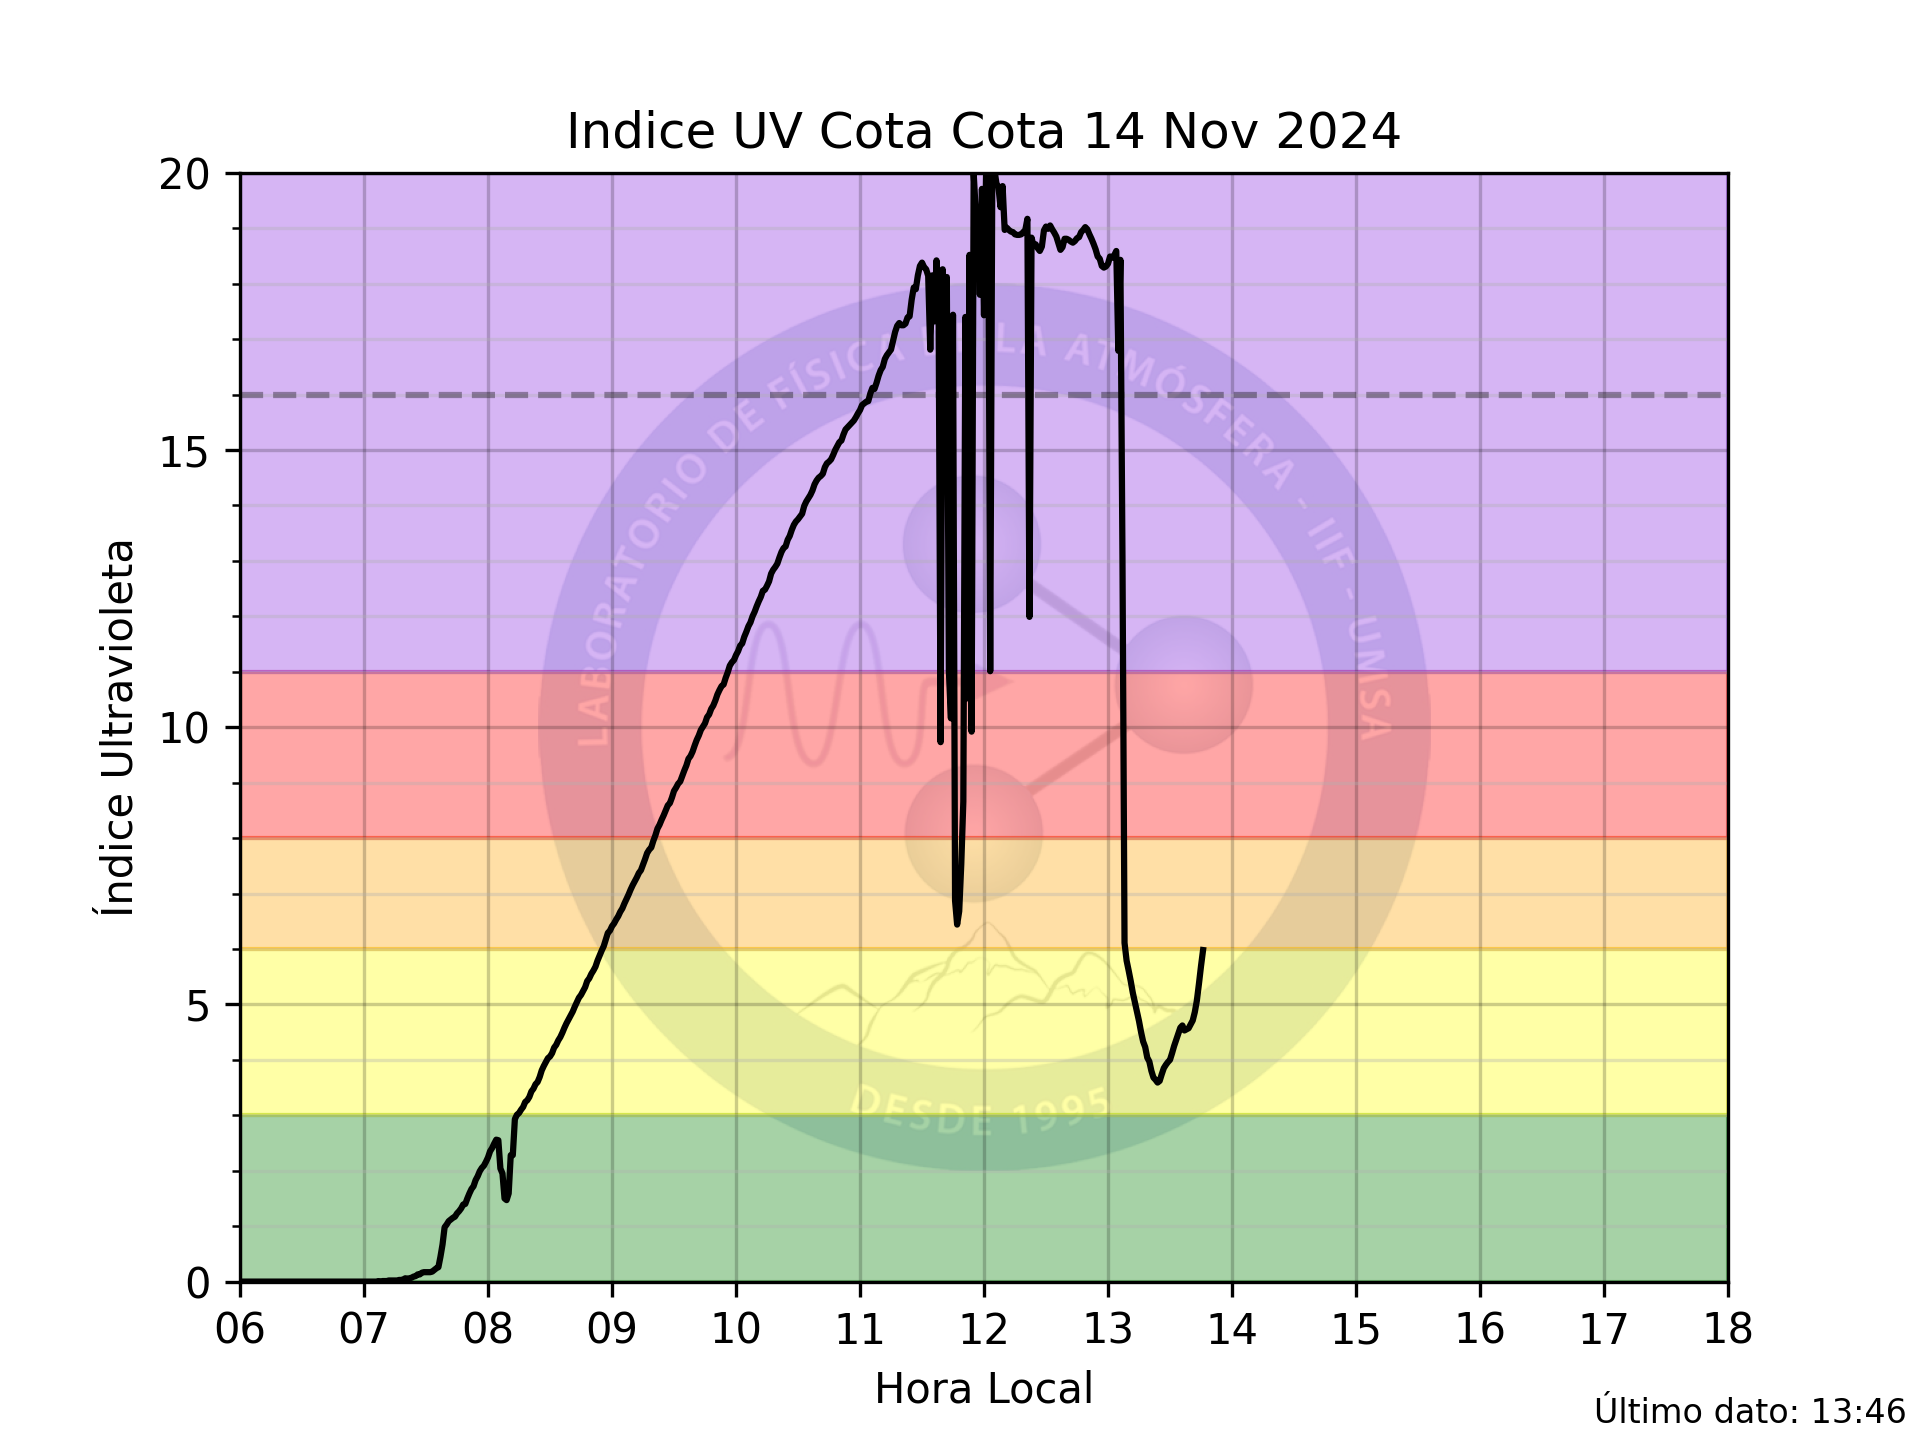 Indice UV Cota Cota 14 Nov 2024
20
15
10
5
0
Índice Ultravioleta
LABORATORIO DE FÍSICA DE LA ATMÓSFERA - IIF - UMSA
DESDE 1995
06 07 08 09 10 11 12 13 14 15 16 17 18
Hora Local
Último dato: 13:46